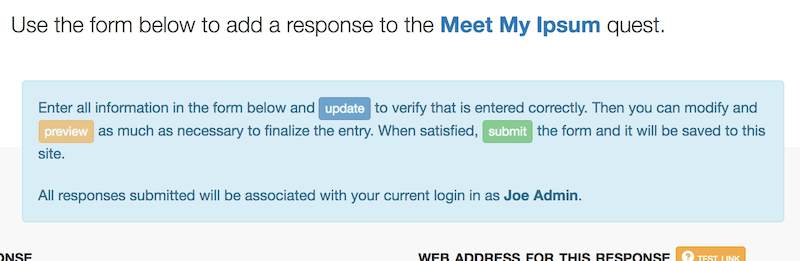 Use the form below to add a response to the Meet My Ipsum quest.
Enter all information in the form below and update to verify that is entered correctly. Then you can modify and
preview as much as necessary to finalize the entry. When satisfied, submit the form and it will be saved to this
site.
All responses submitted will be associated with your current login in as Joe Admin.
WEB ADDRESS FOR THIS RESPONSE TEST LINK